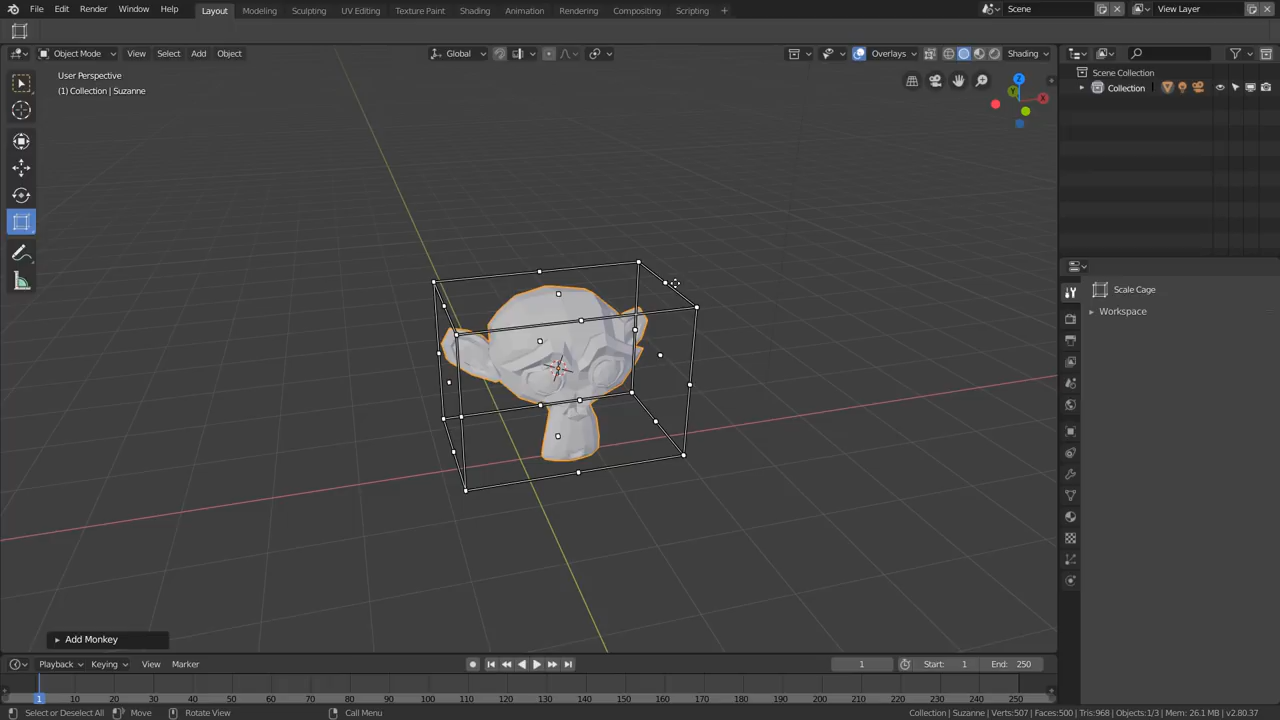 File Edit Render Window Help Layout Modeling Sculpting UV Editing Texture Paint Shading Animation Rendering Compositing Scripting + Scene View Layer
Object Mode View Select Add Object Global Overlays Shading
User Perspective
(1) Collection | Suzanne
Z
Y
X
Scene Collection
Collection
Scale Cage
Workspace
Add Monkey
Playback Keying View Marker 1 Start: 1 End: 250
1 10 20 30 40 50 60 70 80 90 100 110 120 130 140 150 160 170 180 190 200 210 220 230 240 250
Select or Deselect All Move Rotate View Call Menu Collection | Suzanne | Verts:507 | Faces:500 | Tris:968 | Objects:1/3 | Mem: 26.1 MB | v2.80.37